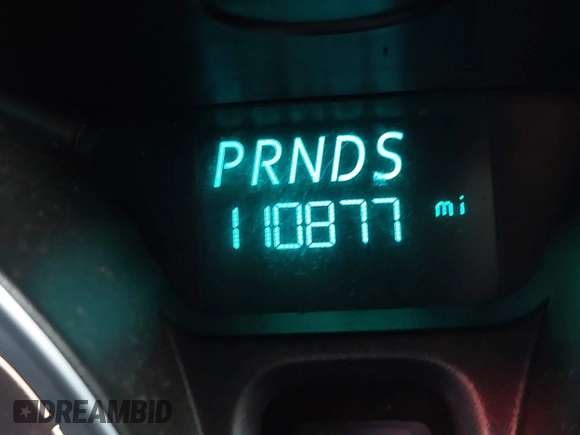 PRNDS
110877 mi
DREAMBID